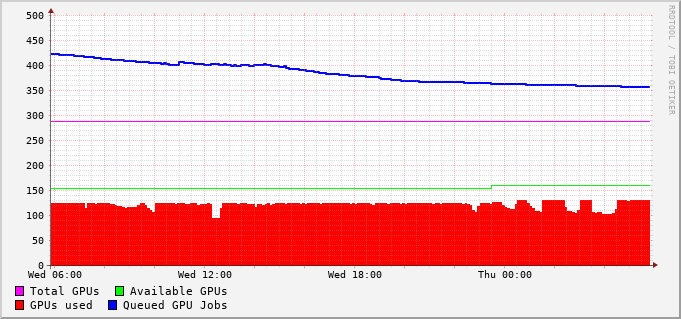 500
450
400
350
300
250
200
150
100
50
0
Wed 06:00 Wed 12:00 Wed 18:00 Thu 00:00
Total GPUs Available GPUs
GPUs used Queued GPU Jobs
RRDTOOL / TOBI OETIKER